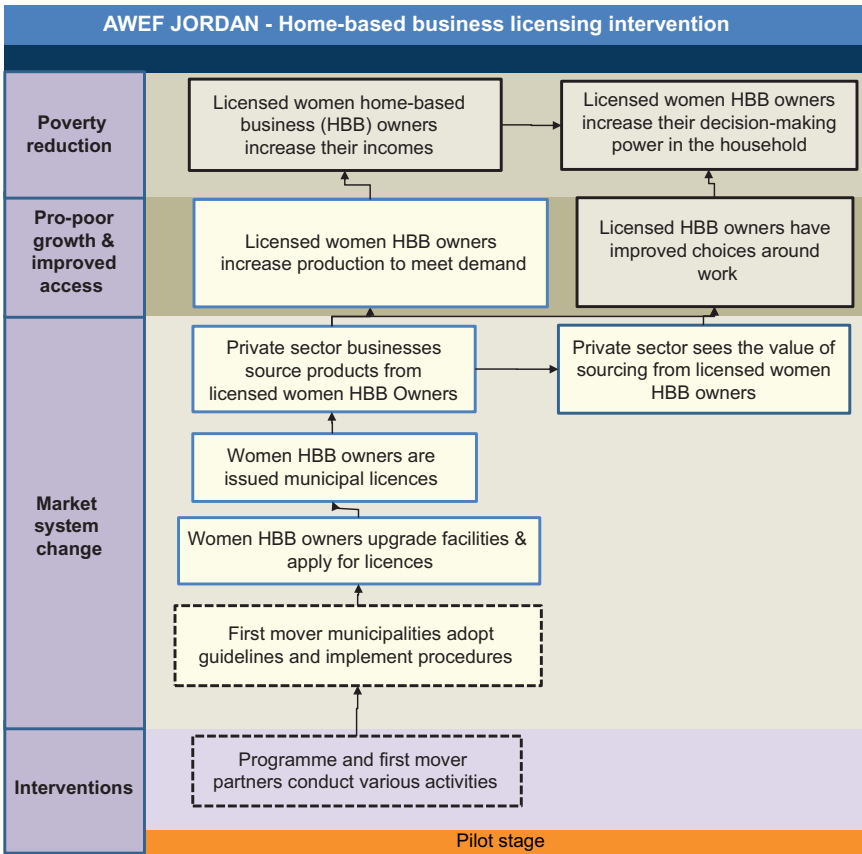 AWEF JORDAN - Home-based business licensing intervention
Poverty
reduction
Licensed women home-based
business (HBB) owners
increase their incomes
Licensed women HBB owners
increase their decision-making
power in the household
Pro-poor
growth &
improved
access
Licensed women HBB owners
increase production to meet demand
Licensed HBB owners have
improved choices around
work
Market
system
change
Private sector businesses
source products from
licensed women HBB Owners
Private sector sees the value of
sourcing from licensed women
HBB owners
Women HBB owners are
issued municipal licences
Women HBB owners upgrade facilities &
apply for licences
First mover municipalities adopt
guidelines and implement procedures
Interventions
Programme and first mover
partners conduct various activities
Pilot stage